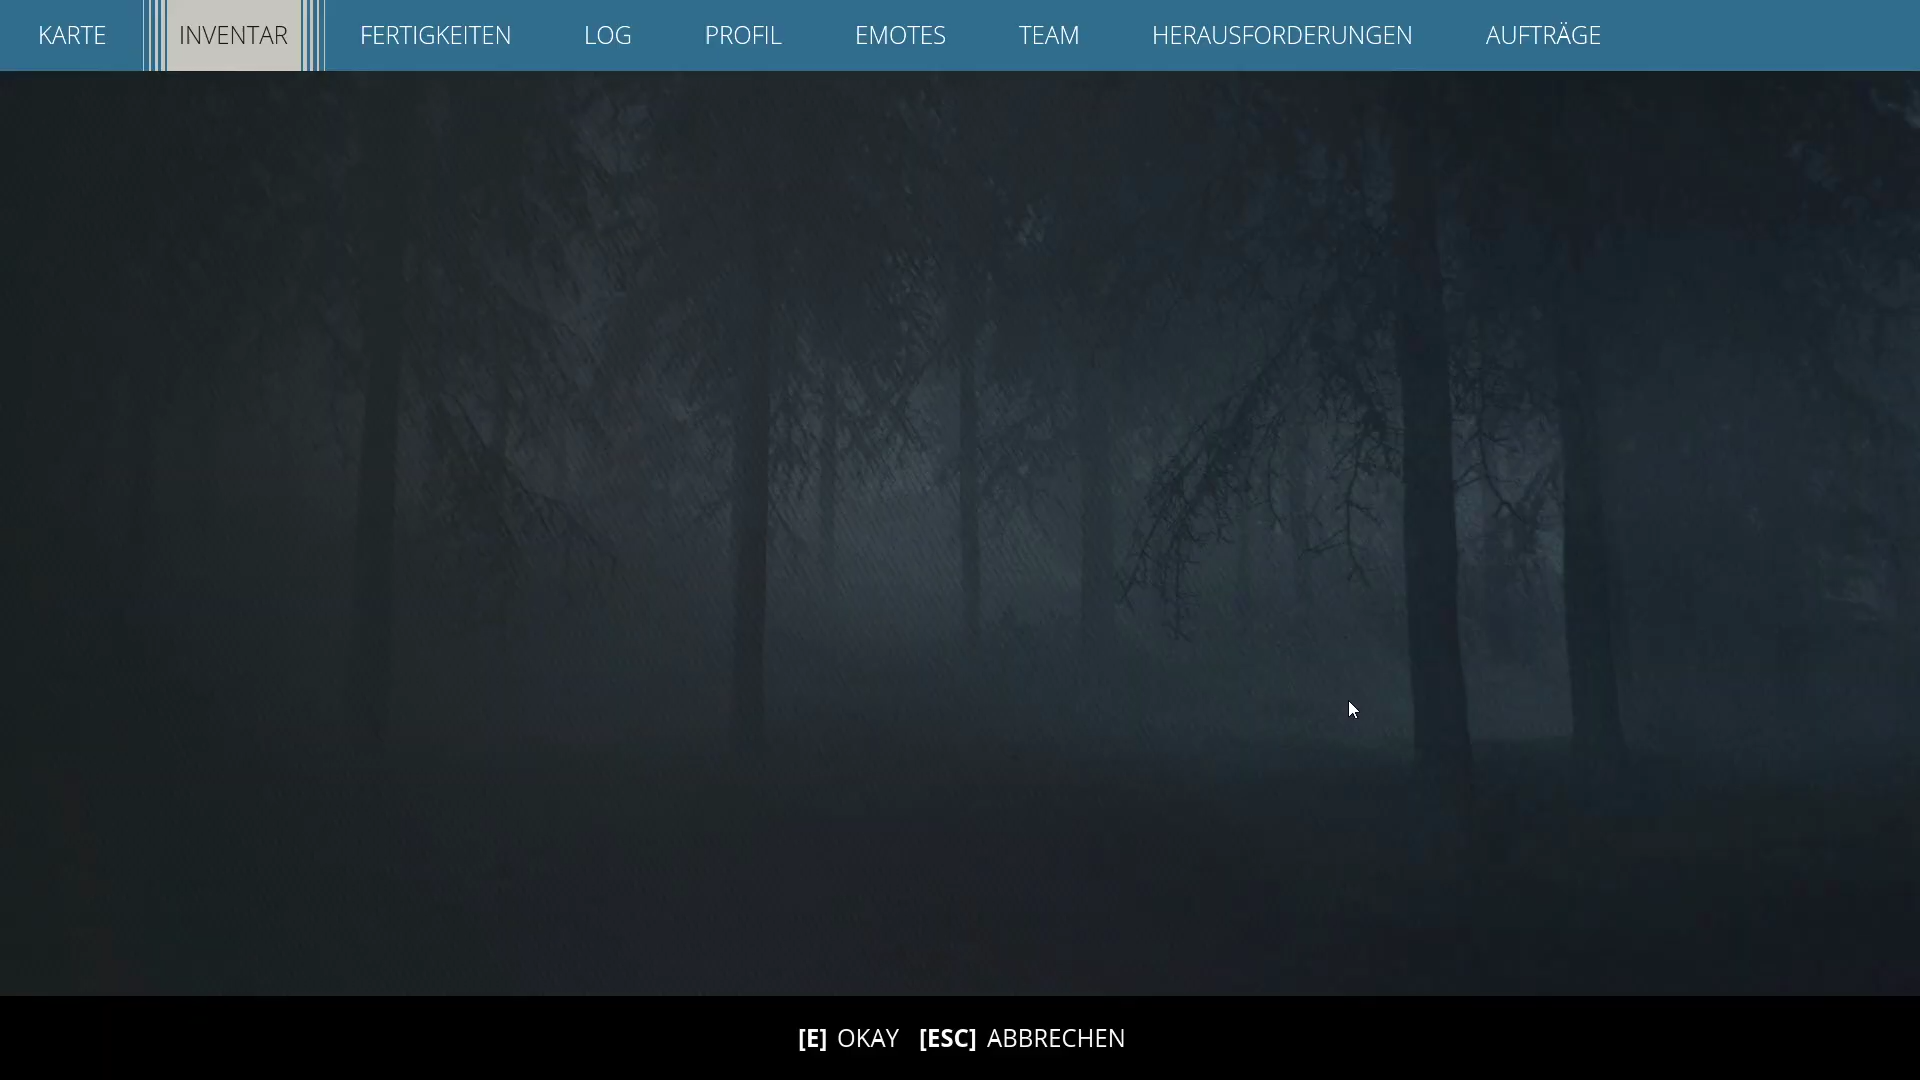 KARTE INVENTAR FERTIGKEITEN LOG PROFIL EMOTES TEAM HERAUSFORDERUNGEN AUFTRÄGE
[E] OKAY [ESC] ABBRECHEN